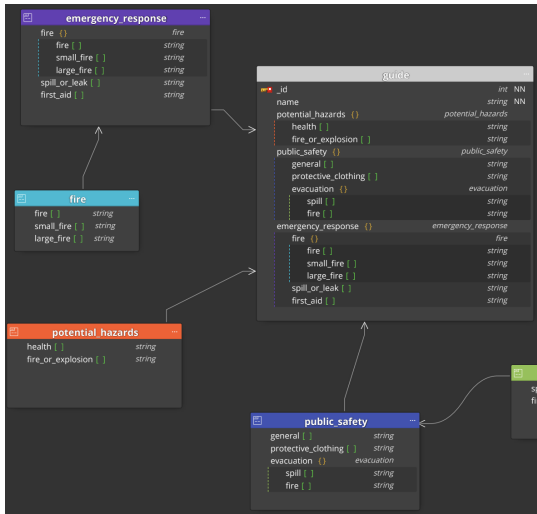 emergency_response ...
fire {} fire
fire [ ] string
small_fire [ ] string
large_fire [ ] string
spill_or_leak [ ] string
first_aid [ ] string
guide
_id int NN
name string NN
potential_hazards {} potential_hazards
health [ ] string
fire_or_explosion [ ] string
public_safety {} public_safety
general [ ] string
protective_clothing [ ] string
evacuation {} evacuation
spill [ ] string
fire [ ] string
emergency_response {} emergency_response
fire {} fire
fire [ ] string
small_fire [ ] string
large_fire [ ] string
spill_or_leak [ ] string
first_aid [ ] string
fire ...
fire [ ] string
small_fire [ ] string
large_fire [ ] string
potential_hazards ...
health [ ] string
fire_or_explosion [ ] string
public_safety ...
general [ ] string
protective_clothing [ ] string
evacuation {} evacuation
spill [ ] string
fire [ ] string